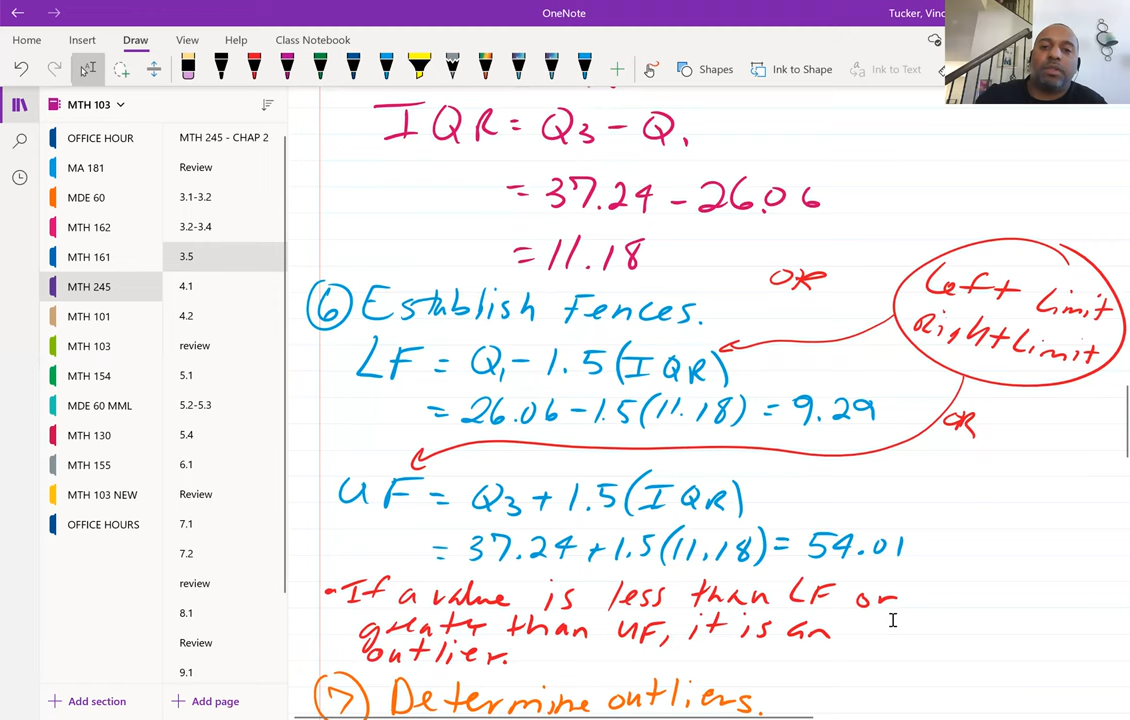 OneNote
Tucker, Vinc
Home Insert Draw View Help Class Notebook
Shapes Ink to Shape Ink to Text
MTH 103
OFFICE HOUR
MA 181
MDE 60
MTH 162
MTH 161
MTH 245
MTH 101
MTH 103
MTH 154
MDE 60 MML
MTH 130
MTH 155
MTH 103 NEW
OFFICE HOURS
Add section
MTH 245 - CHAP 2
Review
3.1-3.2
3.2-3.4
3.5
4.1
4.2
review
5.1
5.2-5.3
5.4
6.1
Review
7.1
7.2
review
8.1
Review
9.1
Add page
IQR = Q3 - Q1
= 37.24 - 26.06
= 11.18
OR
Left Limit
Right Limit
6 Establish Fences.
LF = Q1 - 1.5 (IQR)
= 26.06 - 1.5(11.18) = 9.29
OR
UF = Q3 + 1.5 (IQR)
= 37.24 + 1.5(11.18) = 54.01
• If a value is less than LF or
greater than UF, it is an
outlier.
7 Determine outliers.